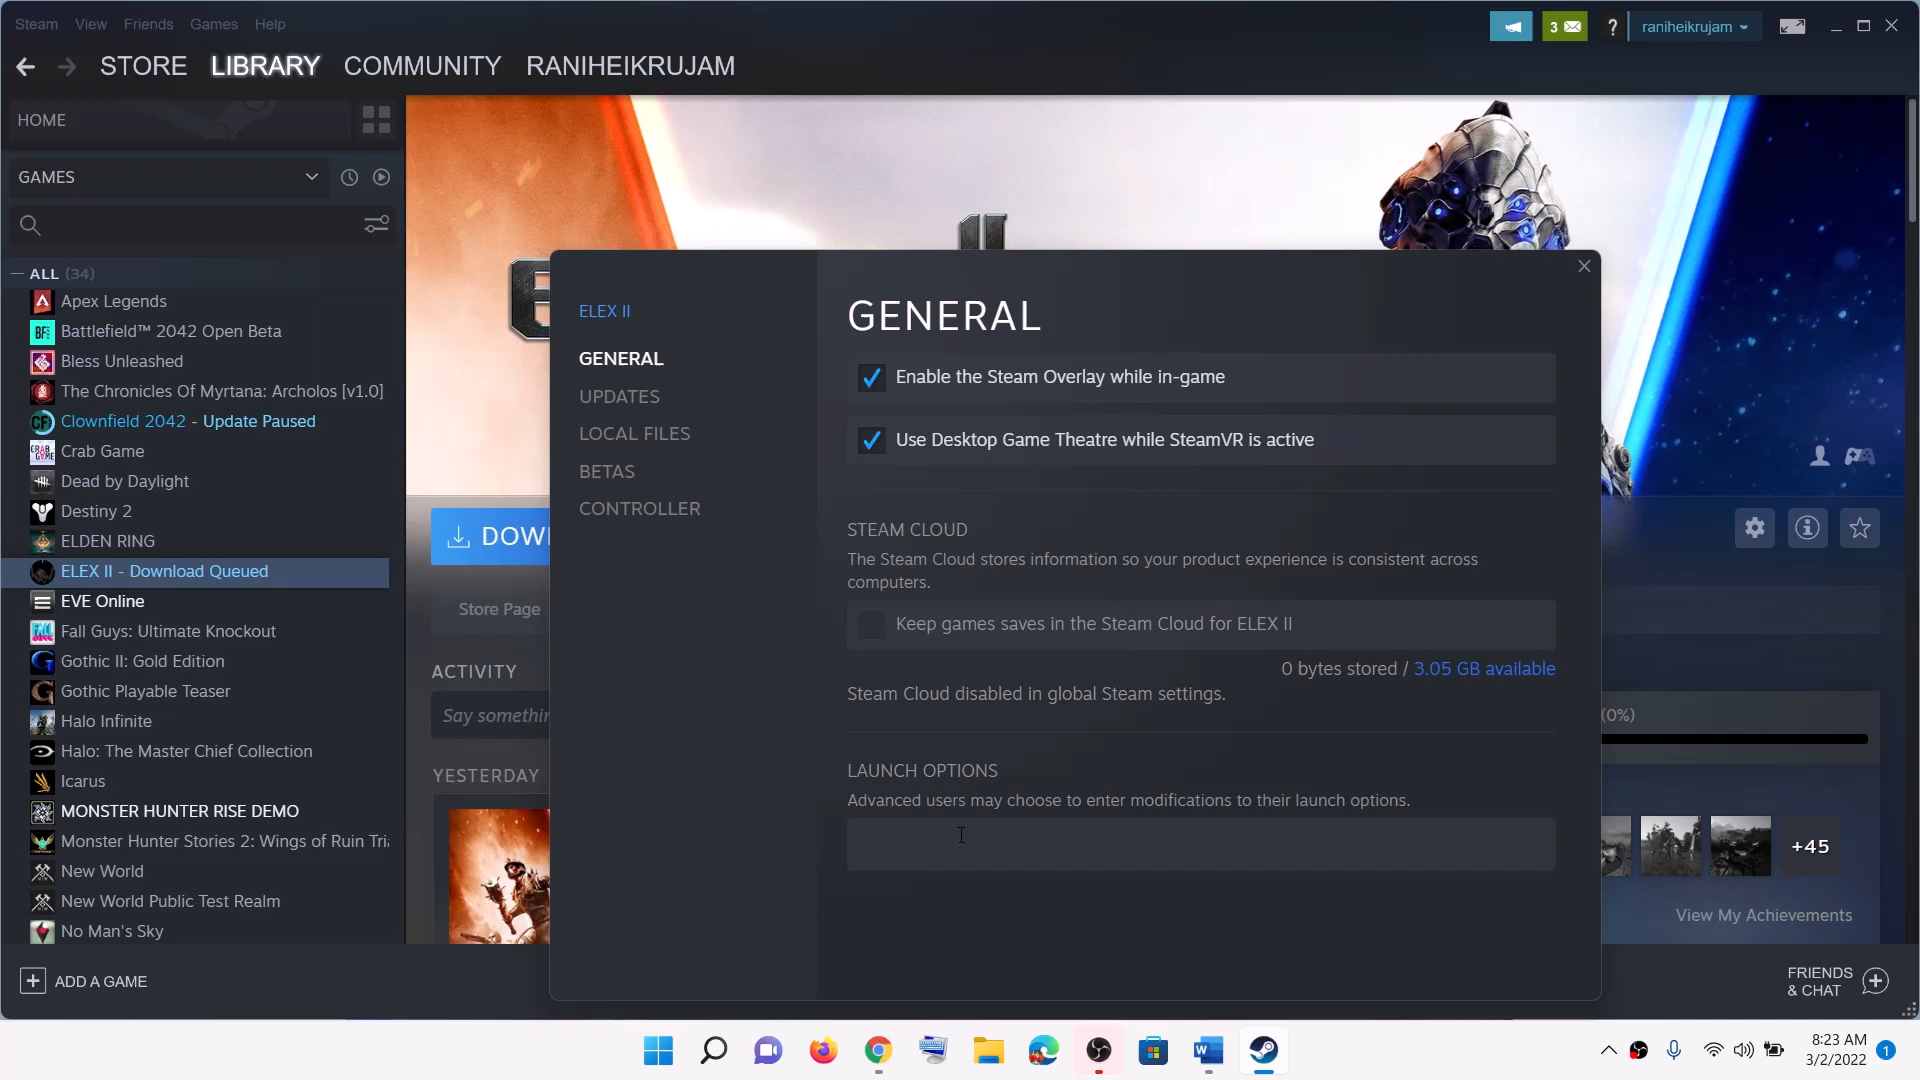 Steam View Friends Games Help
3
?
raniheikrujam
STORE LIBRARY COMMUNITY RANIHEIKRUJAM
HOME
GAMES
ALL (34)
Apex Legends
Battlefield™ 2042 Open Beta
Bless Unleashed
The Chronicles Of Myrtana: Archolos [v1.0]
Clownfield 2042 - Update Paused
Crab Game
Dead by Daylight
Destiny 2
ELDEN RING
ELEX II - Download Queued
EVE Online
Fall Guys: Ultimate Knockout
Gothic II: Gold Edition
Gothic Playable Teaser
Halo Infinite
Halo: The Master Chief Collection
Icarus
MONSTER HUNTER RISE DEMO
Monster Hunter Stories 2: Wings of Ruin Tri
New World
New World Public Test Realm
No Man's Sky
ADD A GAME
II
DOW
Store Page
ACTIVITY
Say somethin
YESTERDAY
ELEX II
GENERAL
UPDATES
LOCAL FILES
BETAS
CONTROLLER
GENERAL
Enable the Steam Overlay while in-game
Use Desktop Game Theatre while SteamVR is active
STEAM CLOUD
The Steam Cloud stores information so your product experience is consistent across
computers.
Keep games saves in the Steam Cloud for ELEX II
0 bytes stored / 3.05 GB available
Steam Cloud disabled in global Steam settings.
LAUNCH OPTIONS
Advanced users may choose to enter modifications to their launch options.
(0%)
+45
View My Achievements
FRIENDS
& CHAT
8:23 AM
3/2/2022
1